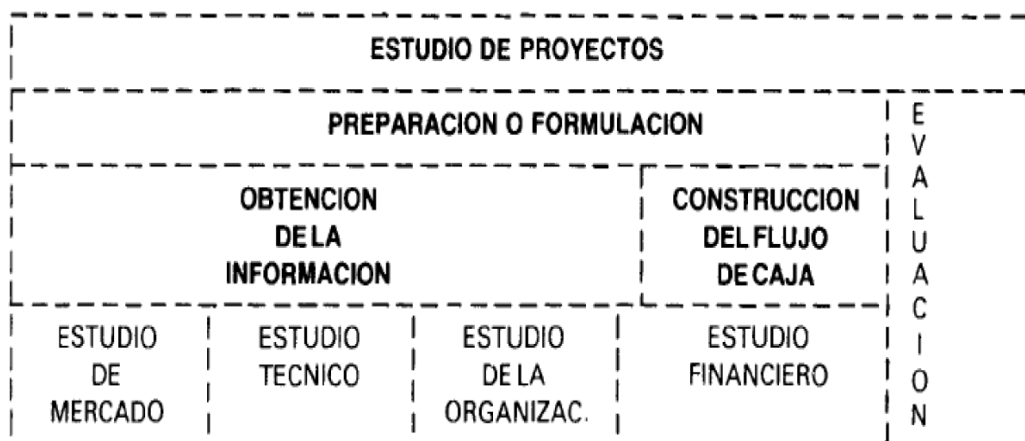 ESTUDIO DE PROYECTOS
PREPARACION O FORMULACION
OBTENCION
DE LA
INFORMACION
CONSTRUCCION
DEL FLUJO
DE CAJA
ESTUDIO
DE
MERCADO
ESTUDIO
TECNICO
ESTUDIO
DE LA
ORGANIZAC.
ESTUDIO
FINANCIERO
EVALUACION